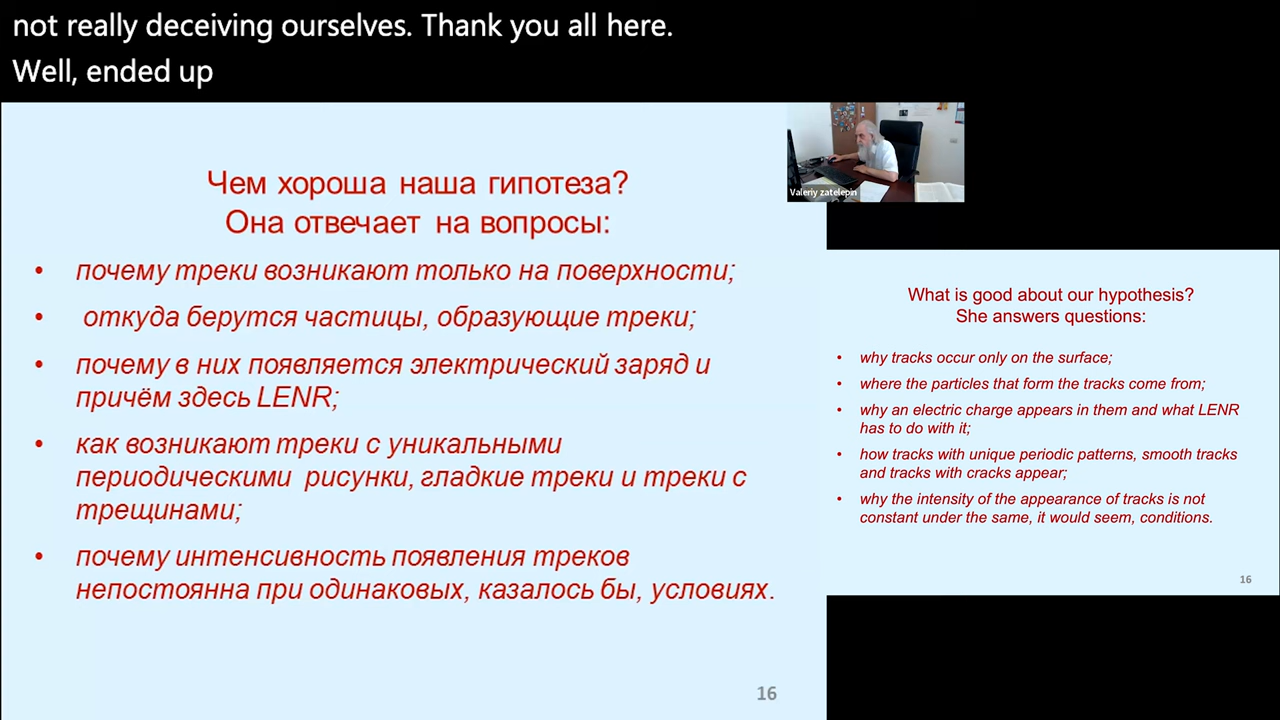 not really deceiving ourselves. Thank you all here.
Well, ended up
Чем хороша наша гипотеза?
Она отвечает на вопросы:
• почему треки возникают только на поверхности;
• откуда берутся частицы, образующие треки;
• почему в них появляется электрический заряд и
причём здесь LENR;
• как возникают треки с уникальными
периодическими рисунки, гладкие треки и треки с
трещинами;
• почему интенсивность появления треков
непостоянна при одинаковых, казалось бы, условиях.
16
Valeriy zatelepin
What is good about our hypothesis?
She answers questions:
• why tracks occur only on the surface;
• where the particles that form the tracks come from;
• why an electric charge appears in them and what LENR
has to do with it;
• how tracks with unique periodic patterns, smooth tracks
and tracks with cracks appear;
• why the intensity of the appearance of tracks is not
constant under the same, it would seem, conditions.
16